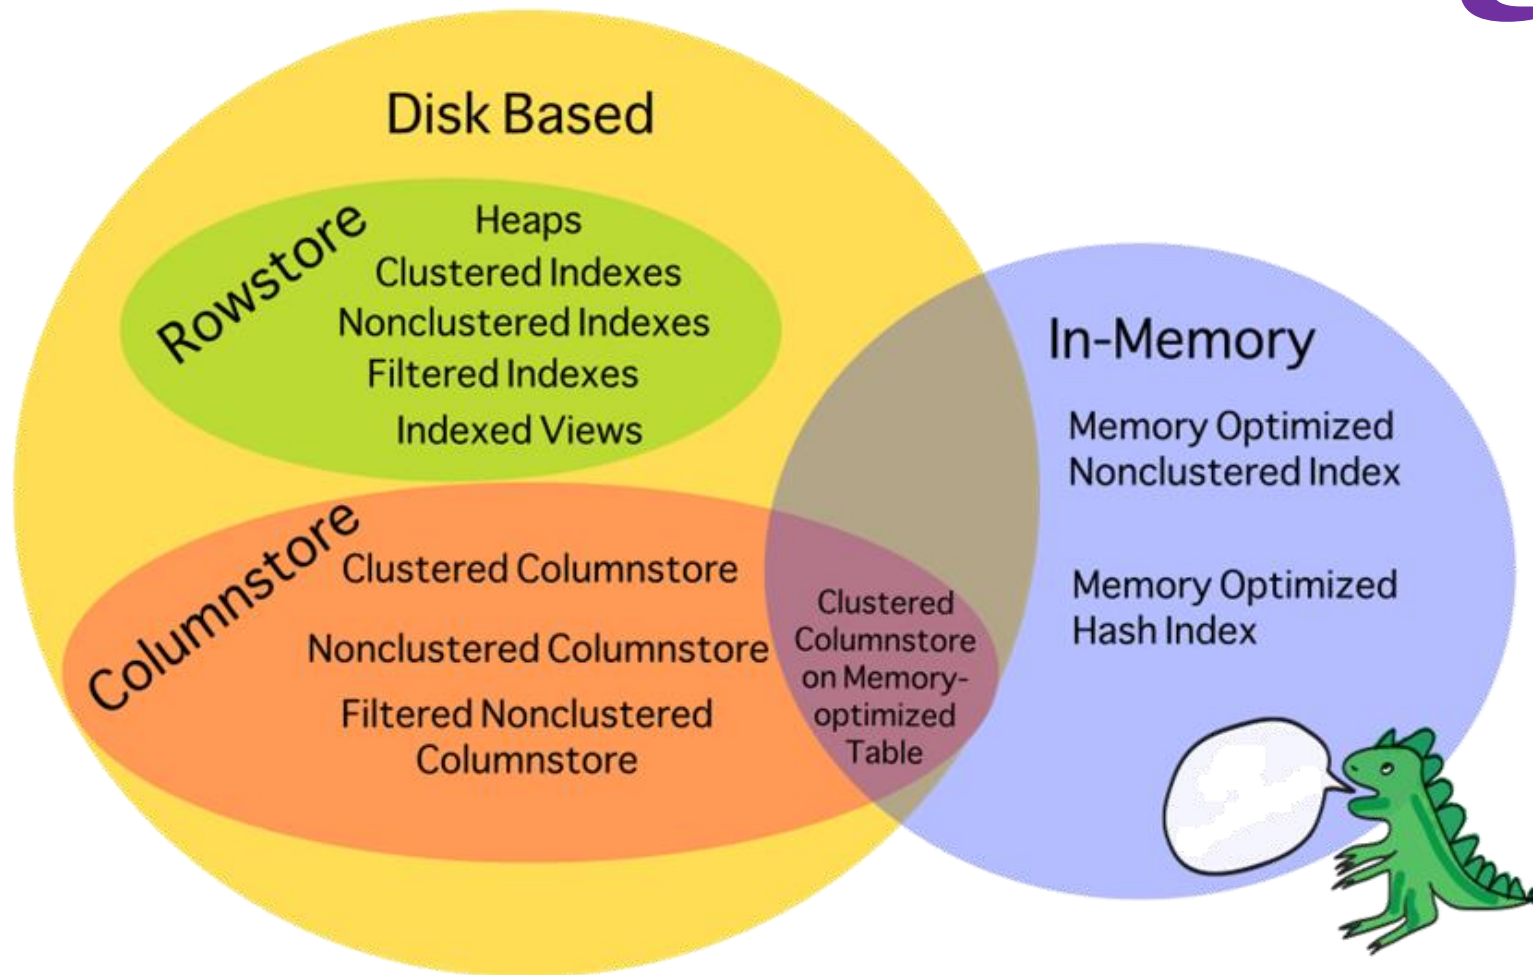 Disk Based
Rowstore
Heaps
Clustered Indexes
Nonclustered Indexes
Filtered Indexes
Indexed Views
Columnstore
Clustered Columnstore
Nonclustered Columnstore
Filtered Nonclustered
Columnstore
Clustered
Columnstore
on Memory-
optimized
Table
In-Memory
Memory Optimized
Nonclustered Index
Memory Optimized
Hash Index